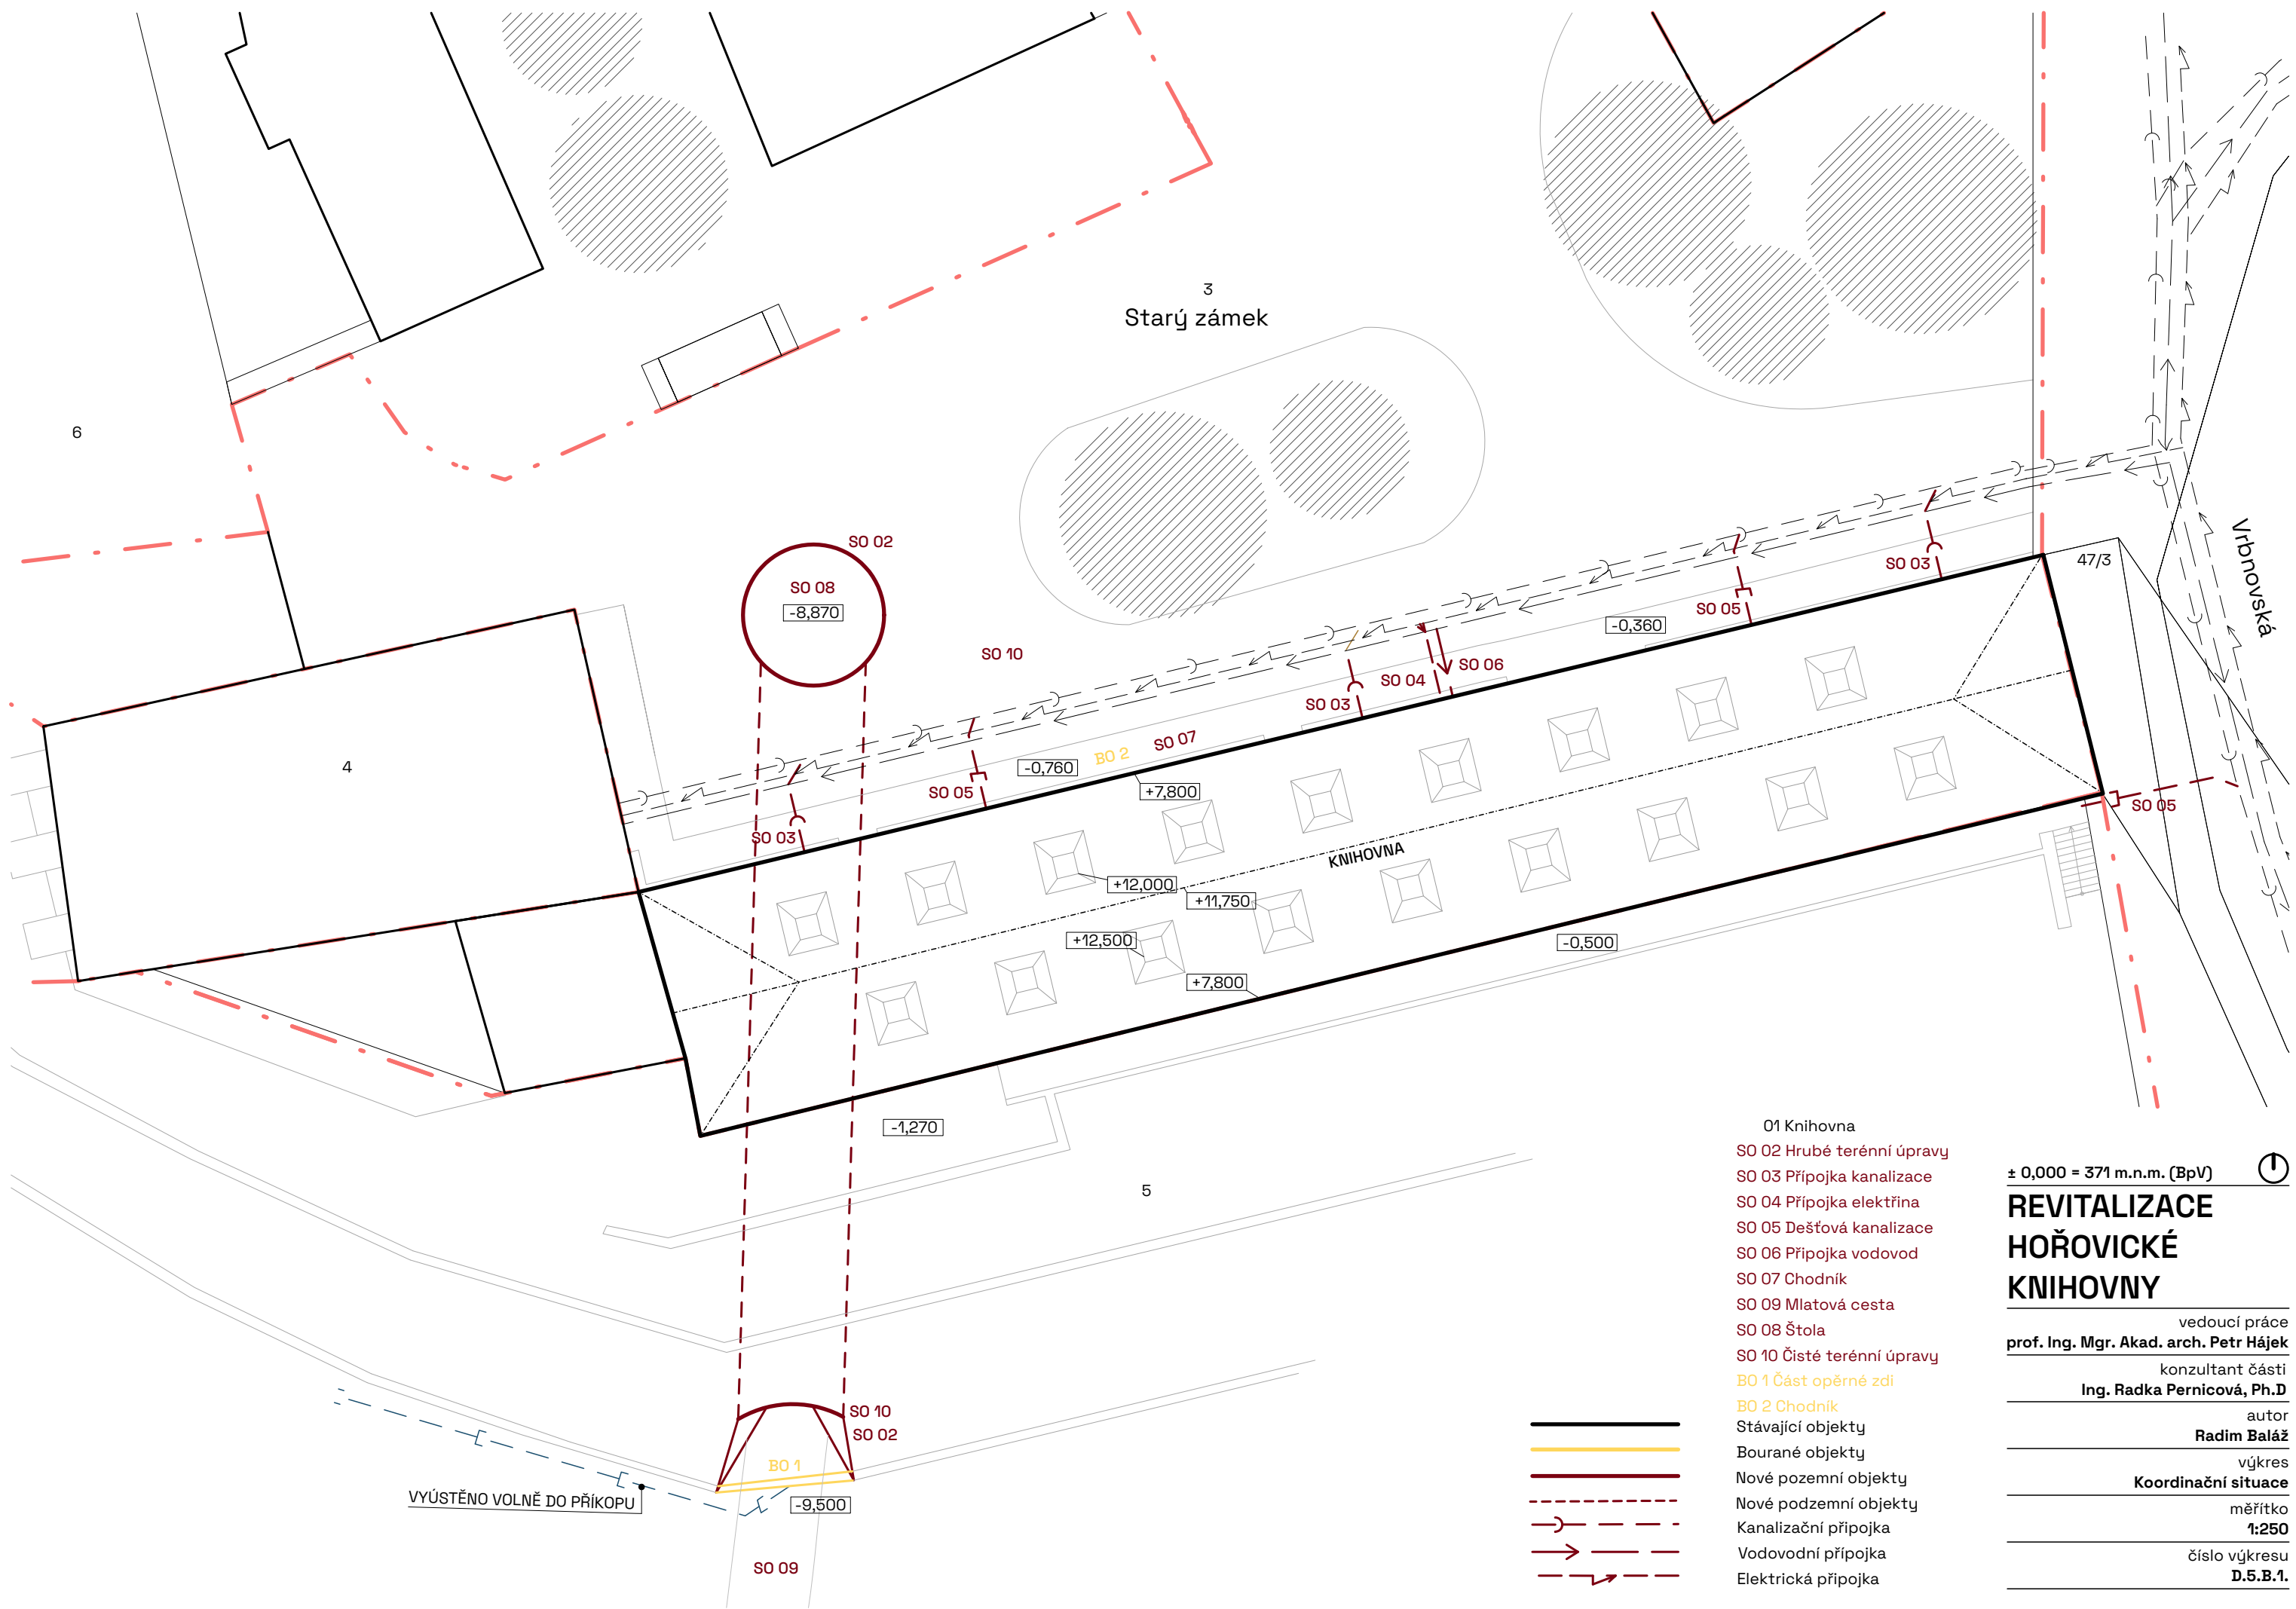 3
Starý zámek
6
SO 02
SO 08
-8,870
47/3
Vrbnovská
SO 03
SO 05
-0,360
SO 10
SO 06
SO 04
SO 03
4
SO 07
BO 2
-0,760
SO 05
+7,800
SO 05
SO 03
KNIHOVNA
+12,000
+11,750
+12,500
-0,500
+7,800
-1,270
5
SO 10
SO 02
BO 1
VYÚSTĚNO VOLNĚ DO PŘÍKOPU
-9,500
SO 09
01 Knihovna
SO 02 Hrubé terénní úpravy
SO 03 Přípojka kanalizace
SO 04 Přípojka elektřina
SO 05 Dešťová kanalizace
SO 06 Připojka vodovod
SO 07 Chodník
SO 09 Mlatová cesta
SO 08 Štola
SO 10 Čisté terénní úpravy
BO 1 Část opěrné zdi
BO 2 Chodník
Stávající objekty
Bourané objekty
Nové pozemní objekty
Nové podzemní objekty
Kanalizační připojka
Vodovodní přípojka
Elektrická připojka
± 0,000 = 371 m.n.m. (BpV)
REVITALIZACE
HOŘOVICKÉ
KNIHOVNY
vedoucí práce
prof. Ing. Mgr. Akad. arch. Petr Hájek
konzultant části
Ing. Radka Pernicová, Ph.D
autor
Radim Baláž
výkres
Koordinační situace
měřítko
1:250
číslo výkresu
D.5.B.1.